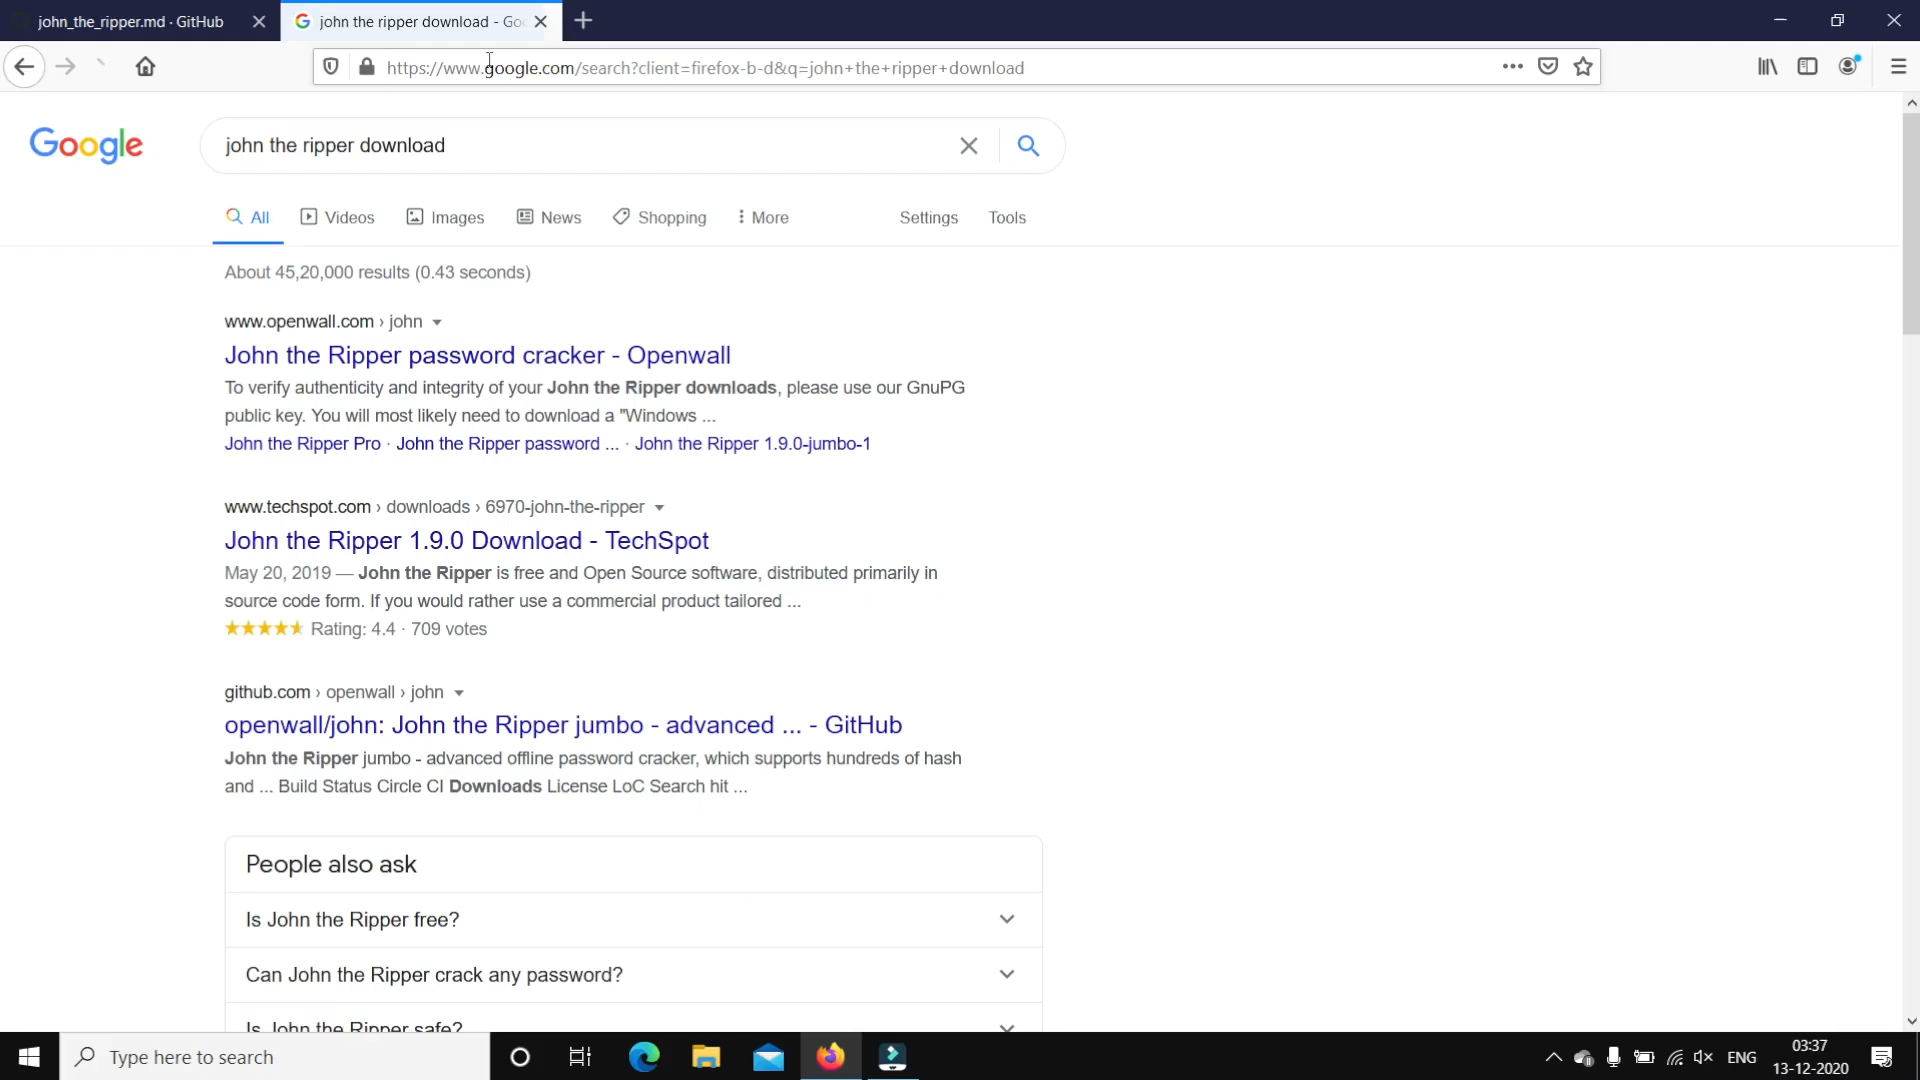 john_the_ripper.md · GitHub
john the ripper download - Go
https://www.google.com/search?client=firefox-b-d&q=john+the+ripper+download
Google
john the ripper download
All
Videos
Images
News
Shopping
More
Settings
Tools
About 45,20,000 results (0.43 seconds)
www.openwall.com › john
John the Ripper password cracker - Openwall
To verify authenticity and integrity of your John the Ripper downloads, please use our GnuPG
public key. You will most likely need to download a "Windows ...
John the Ripper Pro · John the Ripper password ... · John the Ripper 1.9.0-jumbo-1
www.techspot.com › downloads › 6970-john-the-ripper
John the Ripper 1.9.0 Download - TechSpot
May 20, 2019 — John the Ripper is free and Open Source software, distributed primarily in
source code form. If you would rather use a commercial product tailored ...
Rating: 4.4 · 709 votes
github.com › openwall › john
openwall/john: John the Ripper jumbo - advanced ... - GitHub
John the Ripper jumbo - advanced offline password cracker, which supports hundreds of hash
and ... Build Status Circle CI Downloads License LoC Search hit ...
People also ask
Is John the Ripper free?
Can John the Ripper crack any password?
Is John the Ripper safe?
Type here to search
ENG
03:37
13-12-2020